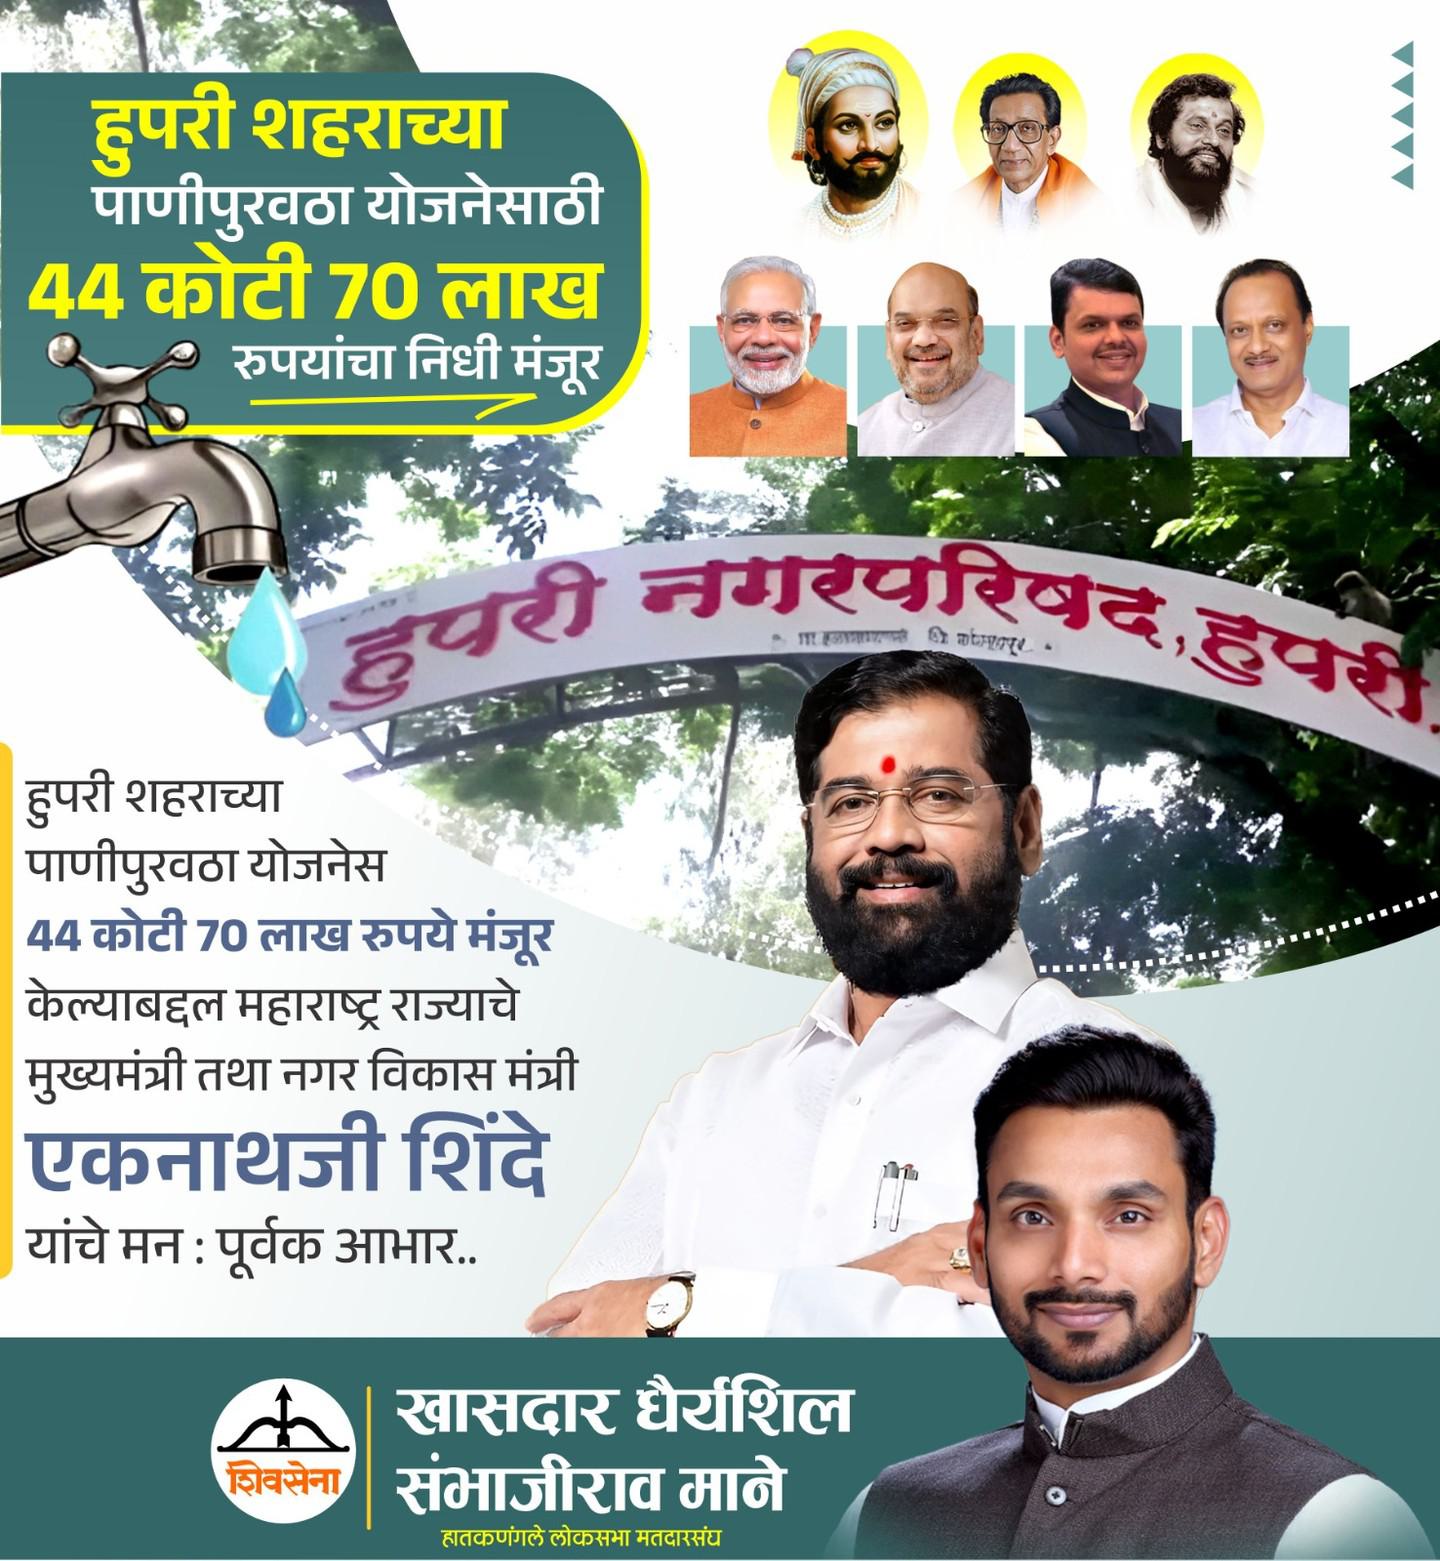 हुपरी शहराच्या
पाणीपुरवठा योजनेसाठी
44 कोटी 70 लाख
रुपयांचा निधी मंजूर
हुपरी नगरपरिषद, हुपरी.
हुपरी शहराच्या
पाणीपुरवठा योजनेस
44 कोटी 70 लाख रुपये मंजूर
केल्याबद्दल महाराष्ट्र राज्याचे
मुख्यमंत्री तथा नगर विकास मंत्री
एकनाथजी शिंदे
यांचे मन : पूर्वक आभार..
शिवसेना
खासदार धैर्यशिल
संभाजीराव माने
हातकणंगले लोकसभा मतदारसंघ